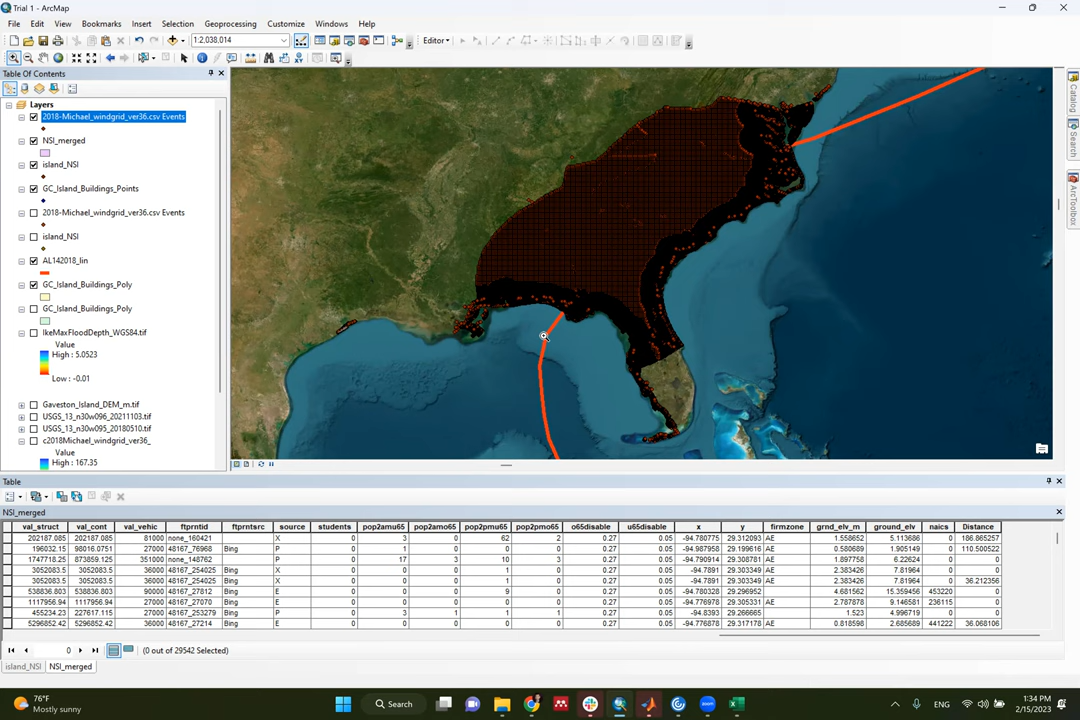 Trial 1 - ArcMap
File Edit View Bookmarks Insert Selection Geoprocessing Customize Windows Help
1:2.038.014
Editor
Table Of Contents
Layers
2018-Michael_windgrid_ver36.csv Events
NSI_merged
island_NSI
GC_Island_Buildings_Points
2018-Michael_windgrid_ver36.csv Events
island_NSI
AL142018_lin
GC_Island_Buildings_Poly
GC_Island_Buildings_Poly
IkeMaxFloodDepth_WGS84.tif
Value
High : 5.0523
Low : -0.01
Gaveston_Island_DEM_m.tif
USGS_13_n30w096_20211103.tif
USGS_13_n30w095_20180510.tif
c2018Michael_windgrid_ver36_
Value
High : 167.35
Catalog
Search
ArcToolbox
Table
NSI_merged
val_struct val_cont val_vehic ftprntid ftprntsrc source students pop2amu65 pop2amo65 pop2pmu65 pop2pmo65 o65disable u65disable x y firmzone grnd_elv_m ground_elv naics Distance
202187.085 202187.085 81000 none_160421 X 0 3 0 62 2 0.27 0.05 -94.780775 29.312093 AE 1.558652 5.113686 0 186.865257
196032.15 98016.0751 27000 48167_76968 Bing P 0 1 0 0 0 0.27 0.05 -94.987958 29.199616 AE 0.580689 1.905149 0 110.500522
1747718.25 873859.125 351000 none_148762 P 0 17 3 10 3 0.27 0.05 -94.790914 29.308781 AE 1.897758 6.22624 0 0
3052083.5 3052083.5 36000 48167_254025 Bing X 0 0 0 1 0 0.27 0.05 -94.7891 29.303349 AE 2.383426 7.81964 0 0
3052083.5 3052083.5 36000 48167_254025 Bing X 0 0 0 1 0 0.27 0.05 -94.7891 29.303349 2.383426 7.81964 0 36.212356
538836.803 538836.803 90000 48167_27812 Bing E 0 0 0 9 0 0.27 0.05 -94.780328 29.296952 4.681562 15.359456 453220 0
1117956.94 1117956.94 27000 48167_27070 Bing E 0 0 0 1 0 0.27 0.05 -94.776978 29.305331 AE 2.787878 9.146581 236115 0
455234.23 227617.115 27000 48167_253279 Bing P 0 3 1 1 1 0.27 0.05 -94.8393 29.266665 1.523 4.996719 0 0
5296852.42 5296852.42 36000 48167_27214 Bing E 0 0 0 0 0 0.27 0.05 -94.776878 29.317178 AE 0.818598 2.685689 441222 36.068106
0 (0 out of 29542 Selected)
island_NSI NSI_merged
76°F
Mostly sunny
Search
ENG
1:34 PM
2/15/2023